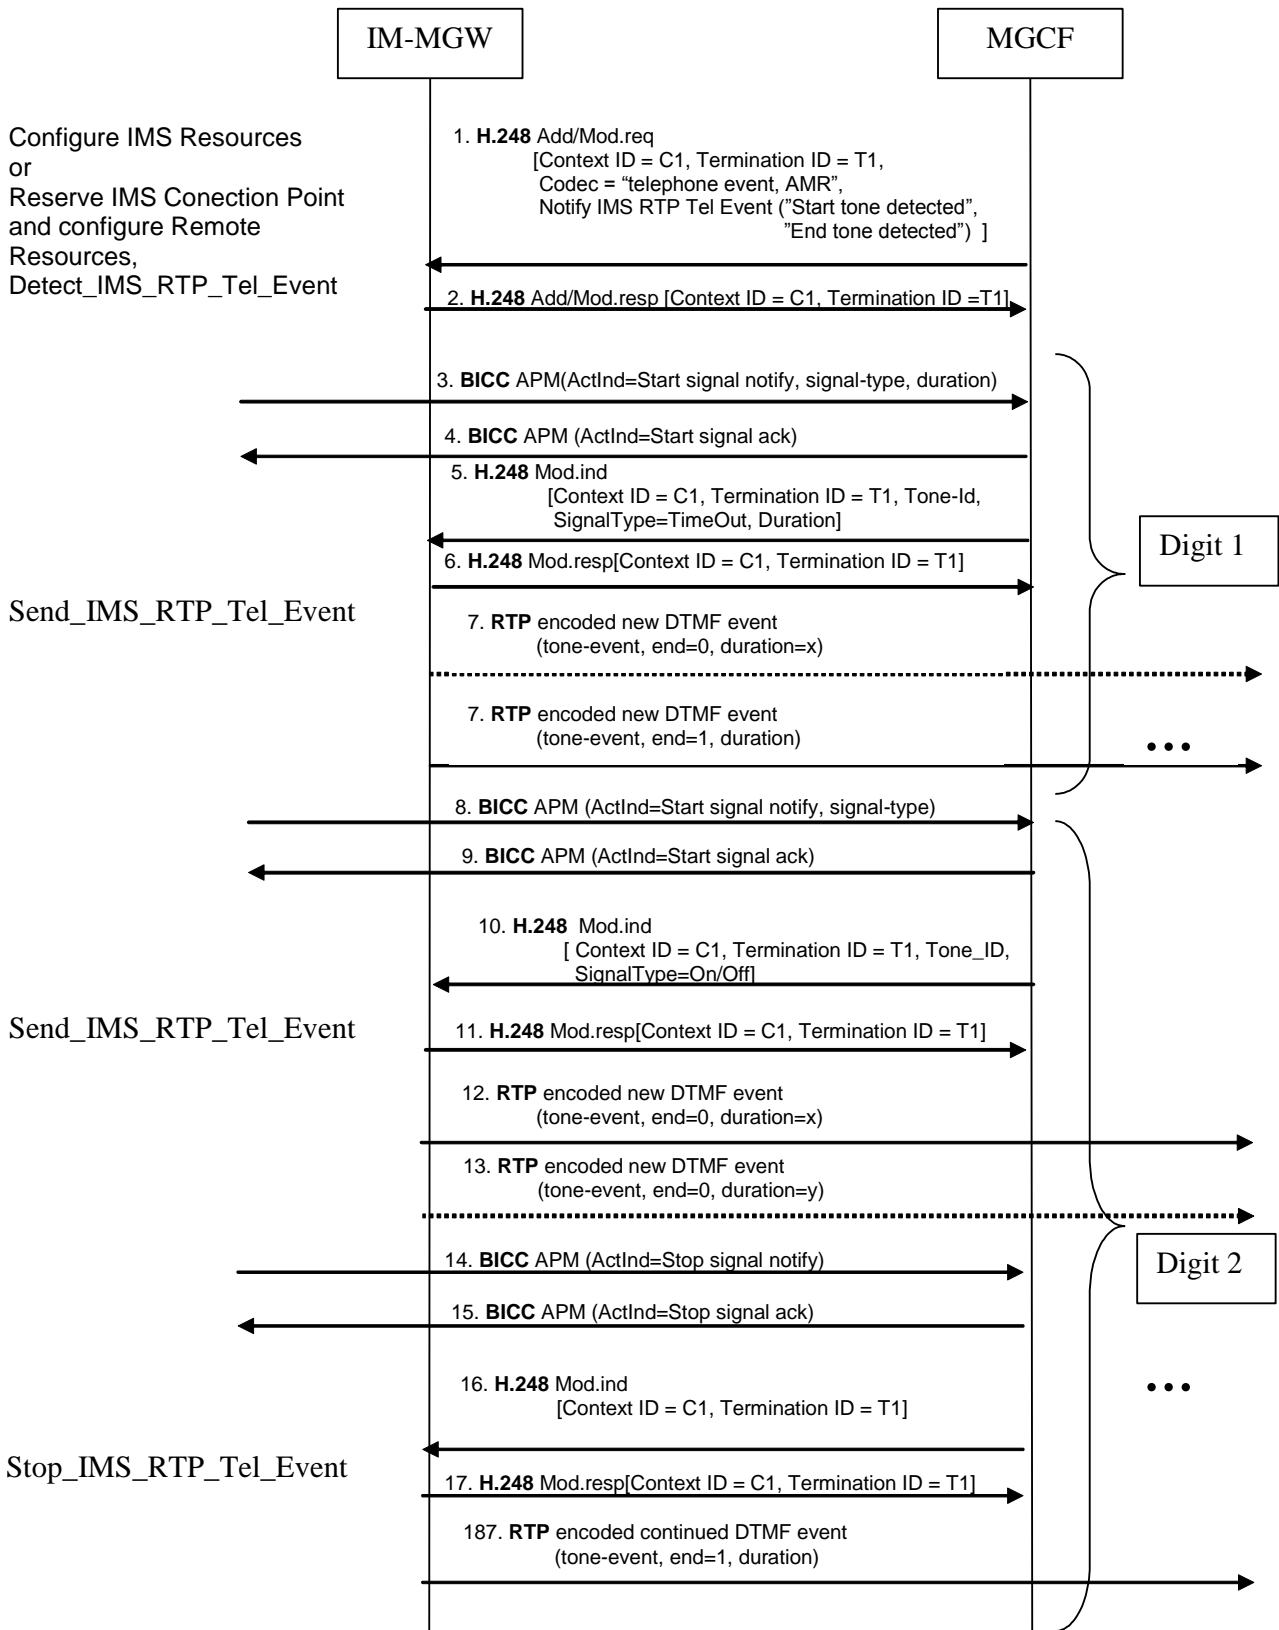 IM-MGW
MGCF
Configure IMS Resources
or
Reserve IMS Conection Point
and configure Remote
Resources,
Detect_IMS_RTP_Tel_Event
1. H.248 Add/Mod.req
[Context ID = C1, Termination ID = T1,
Codec = “telephone event, AMR”,
Notify IMS RTP Tel Event (”Start tone detected”,
”End tone detected”) ]
2. H.248 Add/Mod.resp [Context ID = C1, Termination ID =T1]
3. BICC APM(ActInd=Start signal notify, signal-type, duration)
4. BICC APM (ActInd=Start signal ack)
5. H.248 Mod.ind
[Context ID = C1, Termination ID = T1, Tone-Id,
SignalType=TimeOut, Duration]
Digit 1
6. H.248 Mod.resp[Context ID = C1, Termination ID = T1]
Send_IMS_RTP_Tel_Event
7. RTP encoded new DTMF event
(tone-event, end=0, duration=x)
7. RTP encoded new DTMF event
(tone-event, end=1, duration)
...
8. BICC APM (ActInd=Start signal notify, signal-type)
9. BICC APM (ActInd=Start signal ack)
10. H.248 Mod.ind
[ Context ID = C1, Termination ID = T1, Tone_ID,
SignalType=On/Off]
Send_IMS_RTP_Tel_Event
11. H.248 Mod.resp[Context ID = C1, Termination ID = T1]
12. RTP encoded new DTMF event
(tone-event, end=0, duration=x)
13. RTP encoded new DTMF event
(tone-event, end=0, duration=y)
14. BICC APM (ActInd=Stop signal notify)
Digit 2
15. BICC APM (ActInd=Stop signal ack)
16. H.248 Mod.ind
[Context ID = C1, Termination ID = T1]
...
Stop_IMS_RTP_Tel_Event
17. H.248 Mod.resp[Context ID = C1, Termination ID = T1]
187. RTP encoded continued DTMF event
(tone-event, end=1, duration)